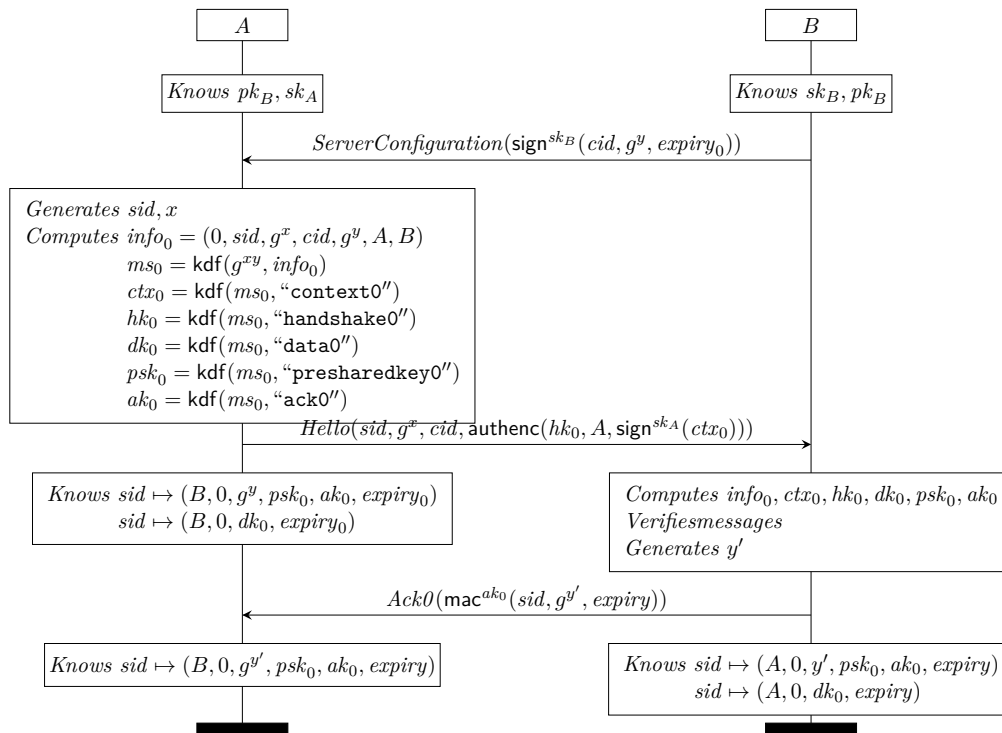 A
B
Knows pk_B, sk_A
Knows sk_B, pk_B
ServerConfiguration(sign^{sk_B}(cid, g^y, expiry_0))
Generates sid, x
Computes info_0 = (0, sid, g^x, cid, g^y, A, B)
ms_0 = kdf(g^{xy}, info_0)
ctx_0 = kdf(ms_0, “context0″)
hk_0 = kdf(ms_0, “handshake0″)
dk_0 = kdf(ms_0, “data0″)
psk_0 = kdf(ms_0, “presharedkey0″)
ak_0 = kdf(ms_0, “ack0″)
Hello(sid, g^x, cid, authenc(hk_0, A, sign^{sk_A}(ctx_0)))
Knows sid ↦ (B, 0, g^y, psk_0, ak_0, expiry_0)
sid ↦ (B, 0, dk_0, expiry_0)
Computes info_0, ctx_0, hk_0, dk_0, psk_0, ak_0
Verifiesmessages
Generates y′
Ack0(mac^{ak_0}(sid, g^{y′}, expiry))
Knows sid ↦ (B, 0, g^{y′}, psk_0, ak_0, expiry)
Knows sid ↦ (A, 0, y′, psk_0, ak_0, expiry)
sid ↦ (A, 0, dk_0, expiry)